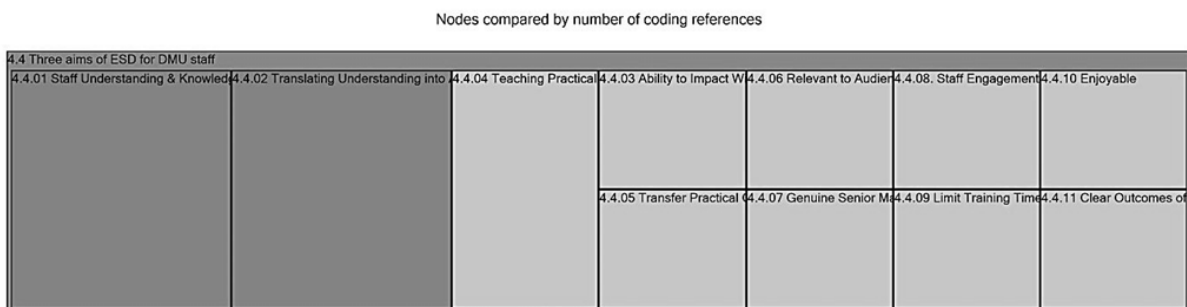 Nodes compared by number of coding references
4.4 Three aims of ESD for DMU staff
4.4.01 Staff Understanding & Knowled
4.4.02 Translating Understanding into
4.4.04 Teaching Practical
4.4.03 Ability to Impact W
4.4.06 Relevant to Audien
4.4.08. Staff Engagement
4.4.10 Enjoyable
4.4.05 Transfer Practical
4.4.07 Genuine Senior Ma
4.4.09 Limit Training Time
4.4.11 Clear Outcomes of